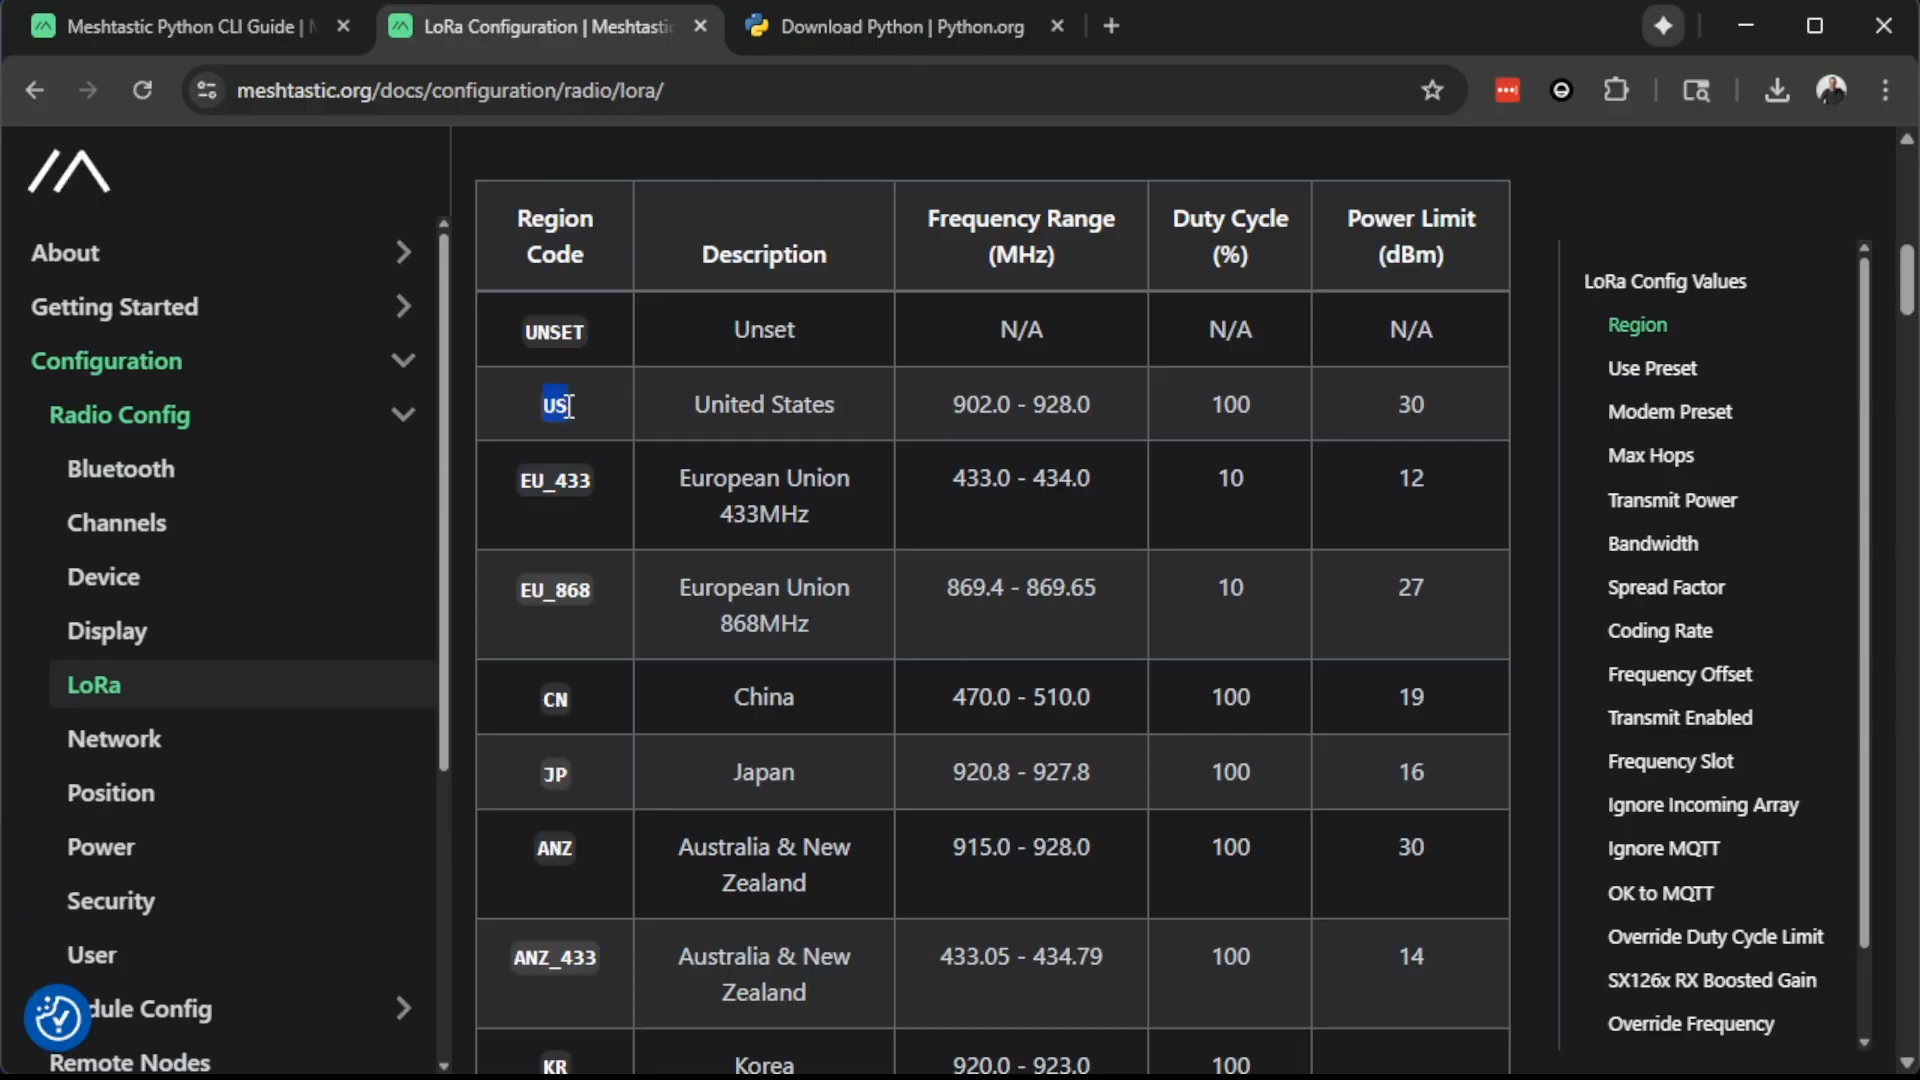 Meshtastic Python CLI Guide |
LoRa Configuration | Meshtastic
Download Python | Python.org
meshtastic.org/docs/configuration/radio/lora/
About
Getting Started
Configuration
Radio Config
Bluetooth
Channels
Device
Display
LoRa
Network
Position
Power
Security
User
dule Config
Remote Nodes
Region Code Description Frequency Range (MHz) Duty Cycle (%) Power Limit (dBm)
UNSET Unset N/A N/A N/A
US United States 902.0 - 928.0 100 30
EU_433 European Union 433MHz 433.0 - 434.0 10 12
EU_868 European Union 868MHz 869.4 - 869.65 10 27
CN China 470.0 - 510.0 100 19
JP Japan 920.8 - 927.8 100 16
ANZ Australia & New Zealand 915.0 - 928.0 100 30
ANZ_433 Australia & New Zealand 433.05 - 434.79 100 14
KR Korea 920.0 - 923.0 100
LoRa Config Values
Region
Use Preset
Modem Preset
Max Hops
Transmit Power
Bandwidth
Spread Factor
Coding Rate
Frequency Offset
Transmit Enabled
Frequency Slot
Ignore Incoming Array
Ignore MQTT
OK to MQTT
Override Duty Cycle Limit
SX126x RX Boosted Gain
Override Frequency